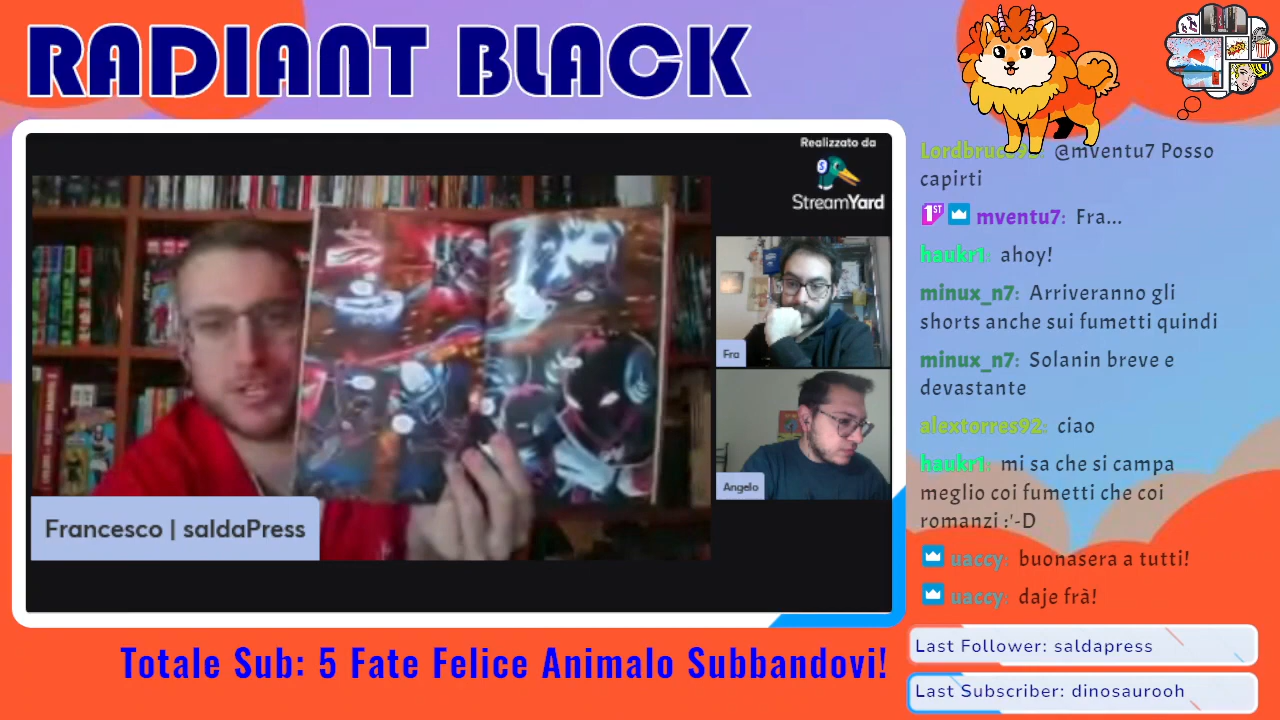 RADIANT BLACK
Realizzato da
StreamYard
Fra
Angelo
Francesco | saldaPress
Lordbruce92: @mventu7 Posso
capirti
1ST mventu7: Fra...
haukr1: ahoy!
minux_n7: Arriveranno gli
shorts anche sui fumetti quindi
minux_n7: Solanin breve e
devastante
alextorres92: ciao
haukr1: mi sa che si campa
meglio coi fumetti che coi
romanzi :'-D
uaccy: buonasera a tutti!
uaccy: daje frà!
Last Follower: saldapress
Last Subscriber: dinosaurooh
Totale Sub: 5 Fate Felice Animalo Subbandovi!